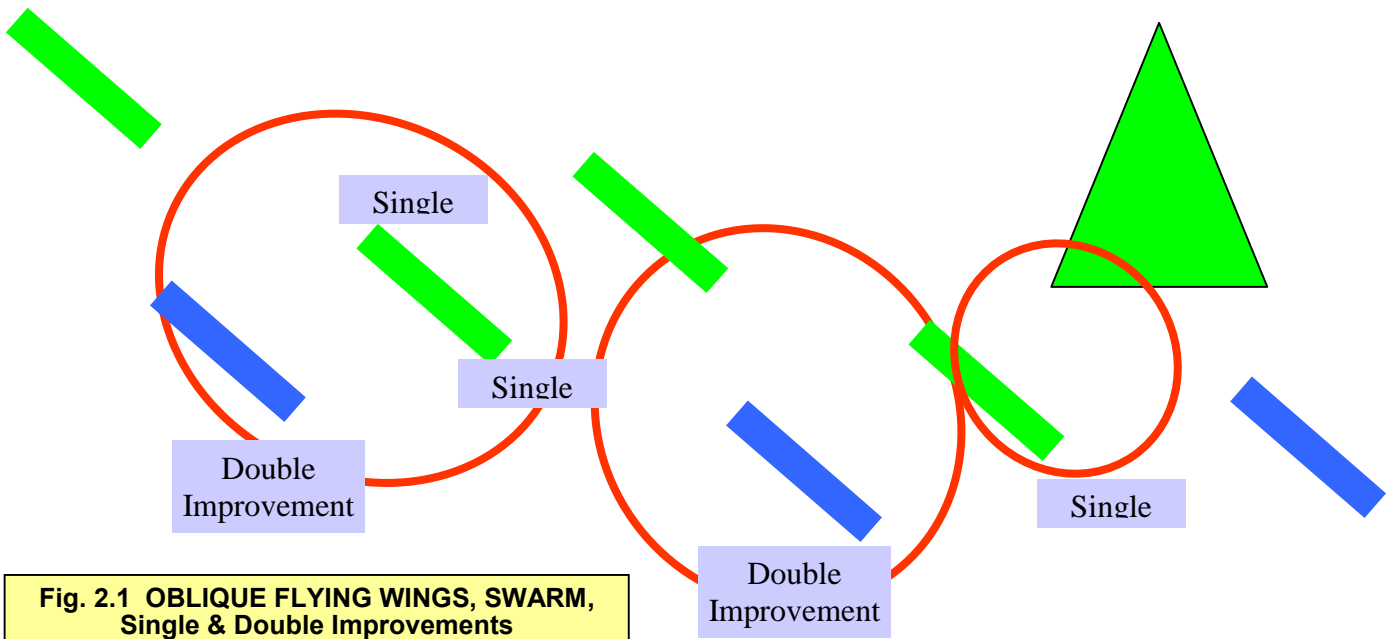 Single
Single
Double
Improvement
Single
Double
Improvement
Fig. 2.1 OBLIQUE FLYING WINGS, SWARM,
Single & Double Improvements